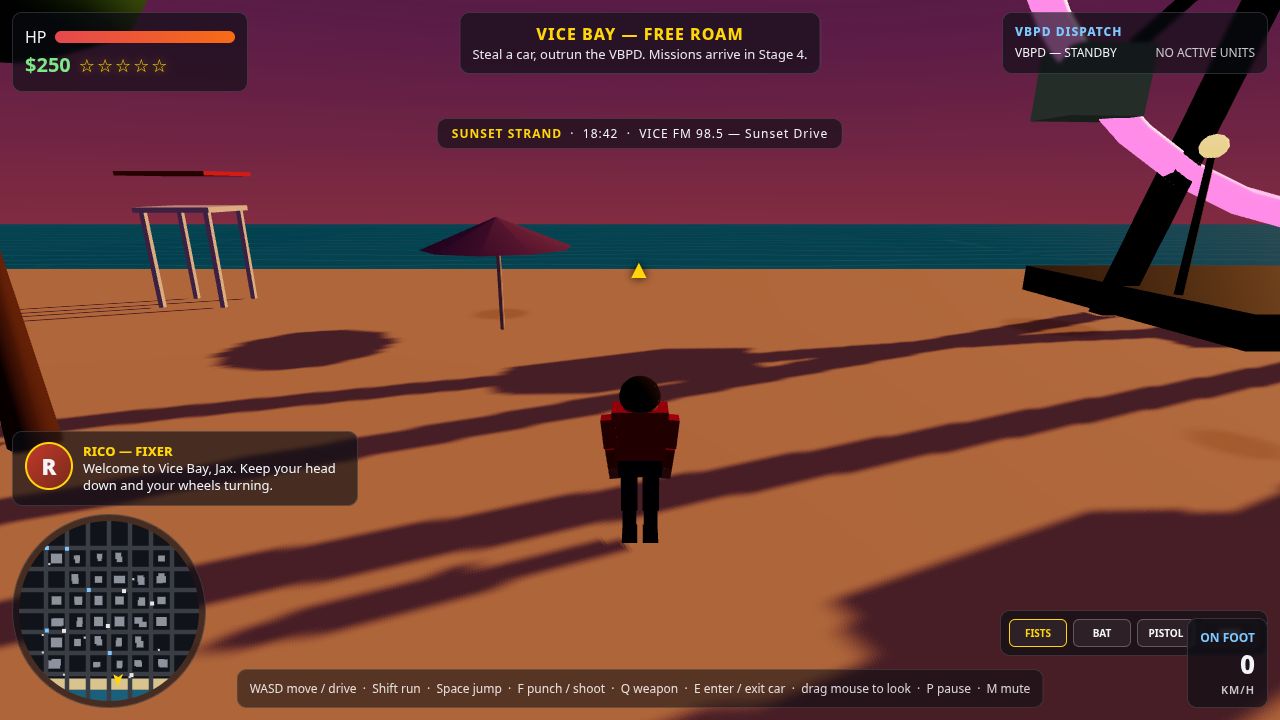 HP
$250 ☆☆☆☆☆
VICE BAY — FREE ROAM
Steal a car, outrun the VBPD. Missions arrive in Stage 4.
VBPD DISPATCH
VBPD — STANDBY NO ACTIVE UNITS
SUNSET STRAND · 18:42 · VICE FM 98.5 — Sunset Drive
R
RICO — FIXER
Welcome to Vice Bay, Jax. Keep your head
down and your wheels turning.
FISTS BAT PISTOL
ON FOOT
0
KM/H
WASD move / drive · Shift run · Space jump · F punch / shoot · Q weapon · E enter / exit car · drag mouse to look · P pause · M mute